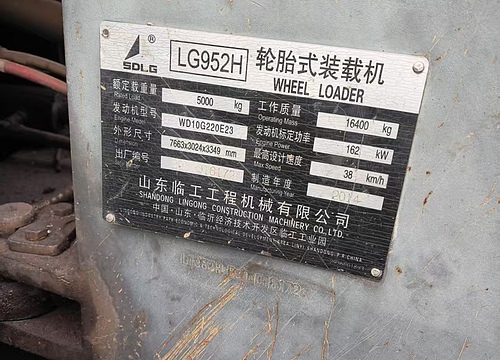 SDLG ® LG952H 轮胎式装载机
WHEEL LOADER
额定载重量 5000 kg
Rated Load
工作质量 16400 kg
Operating Mass
发动机型号 WD10G220E23
Engine Model
发动机标定功率 162 kW
Engine Power
外形尺寸 7663x3024x3349 mm
Dimension
最高设计速度 38 km/h
Max Speed
出厂编号
制造年度 2014
Manufacturing Year
山东临工工程机械有限公司
SHANDONG LINGONG CONSTRUCTION MACHINERY CO., LTD.
中国·山东·临沂经济技术开发区临工工业园